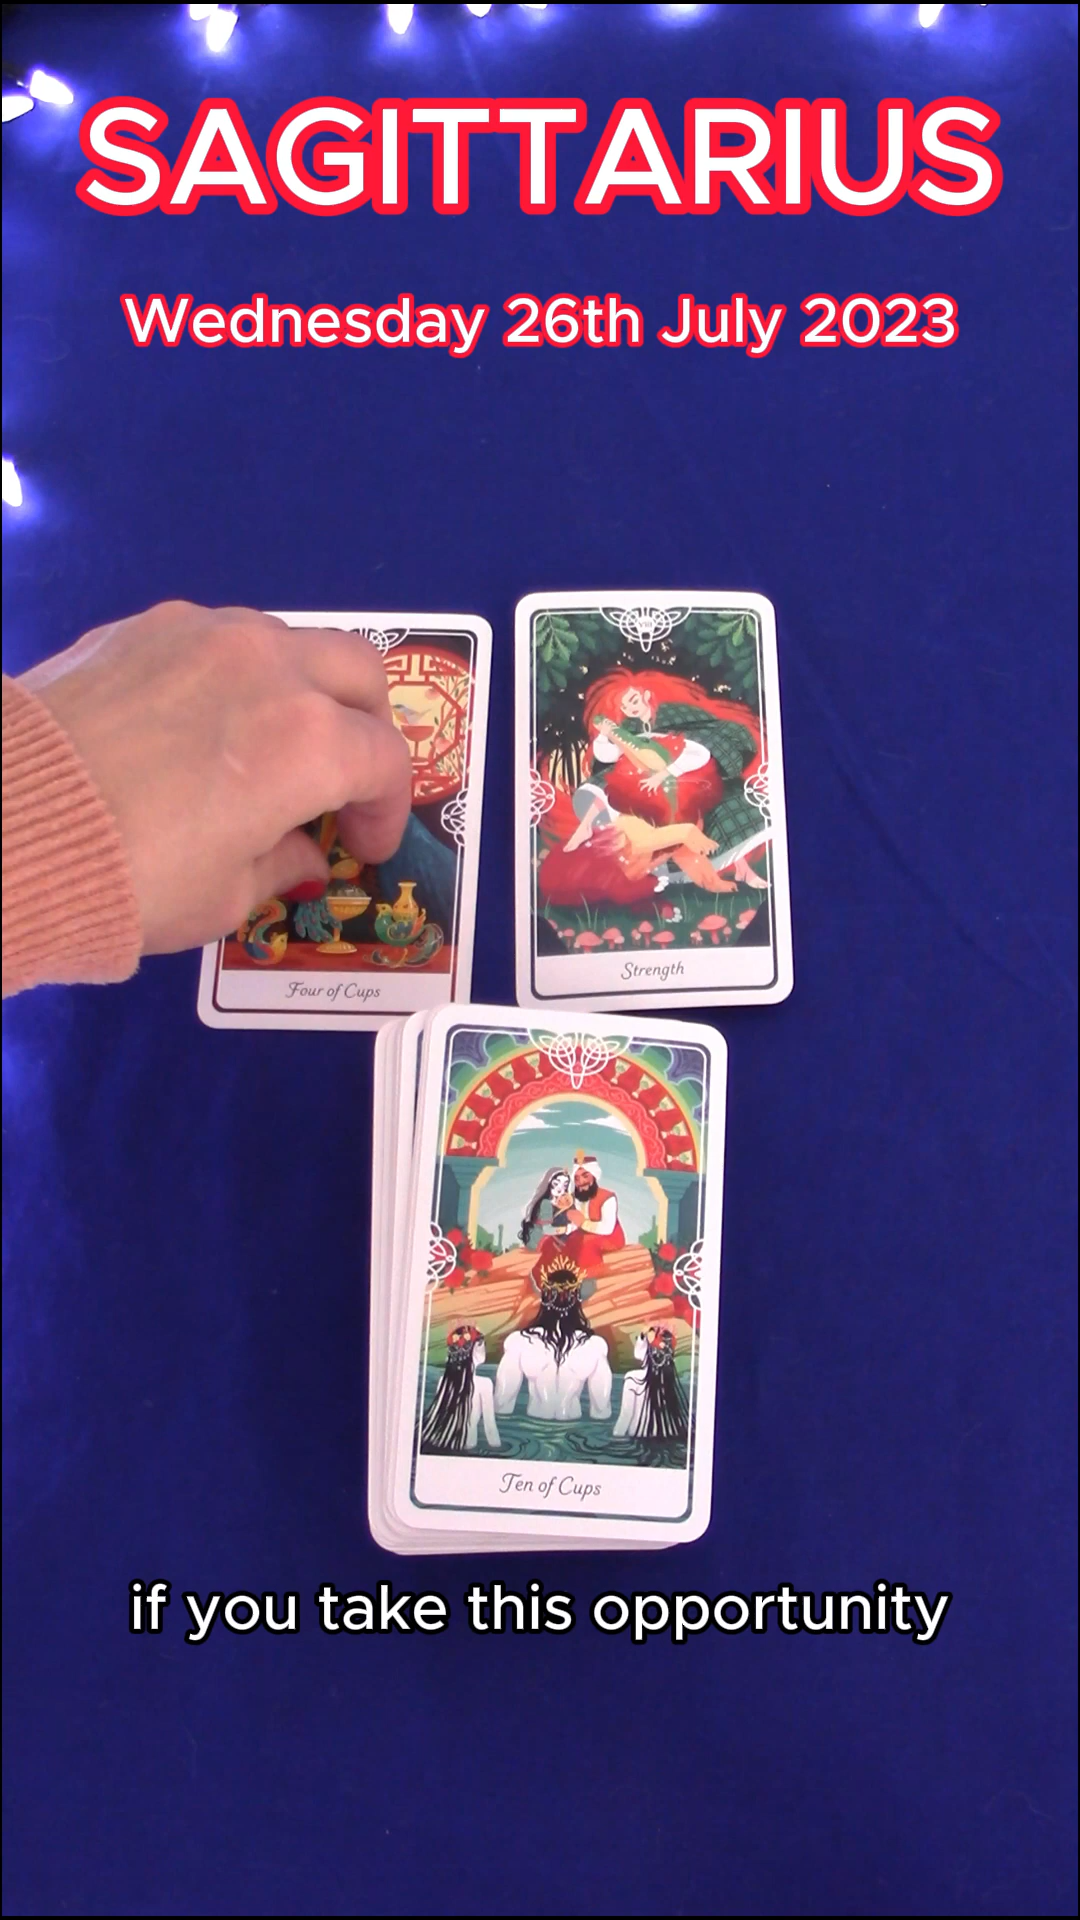 SAGITTARIUS
Wednesday 26th July 2023
Four of Cups
Strength
Ten of Cups
if you take this opportunity